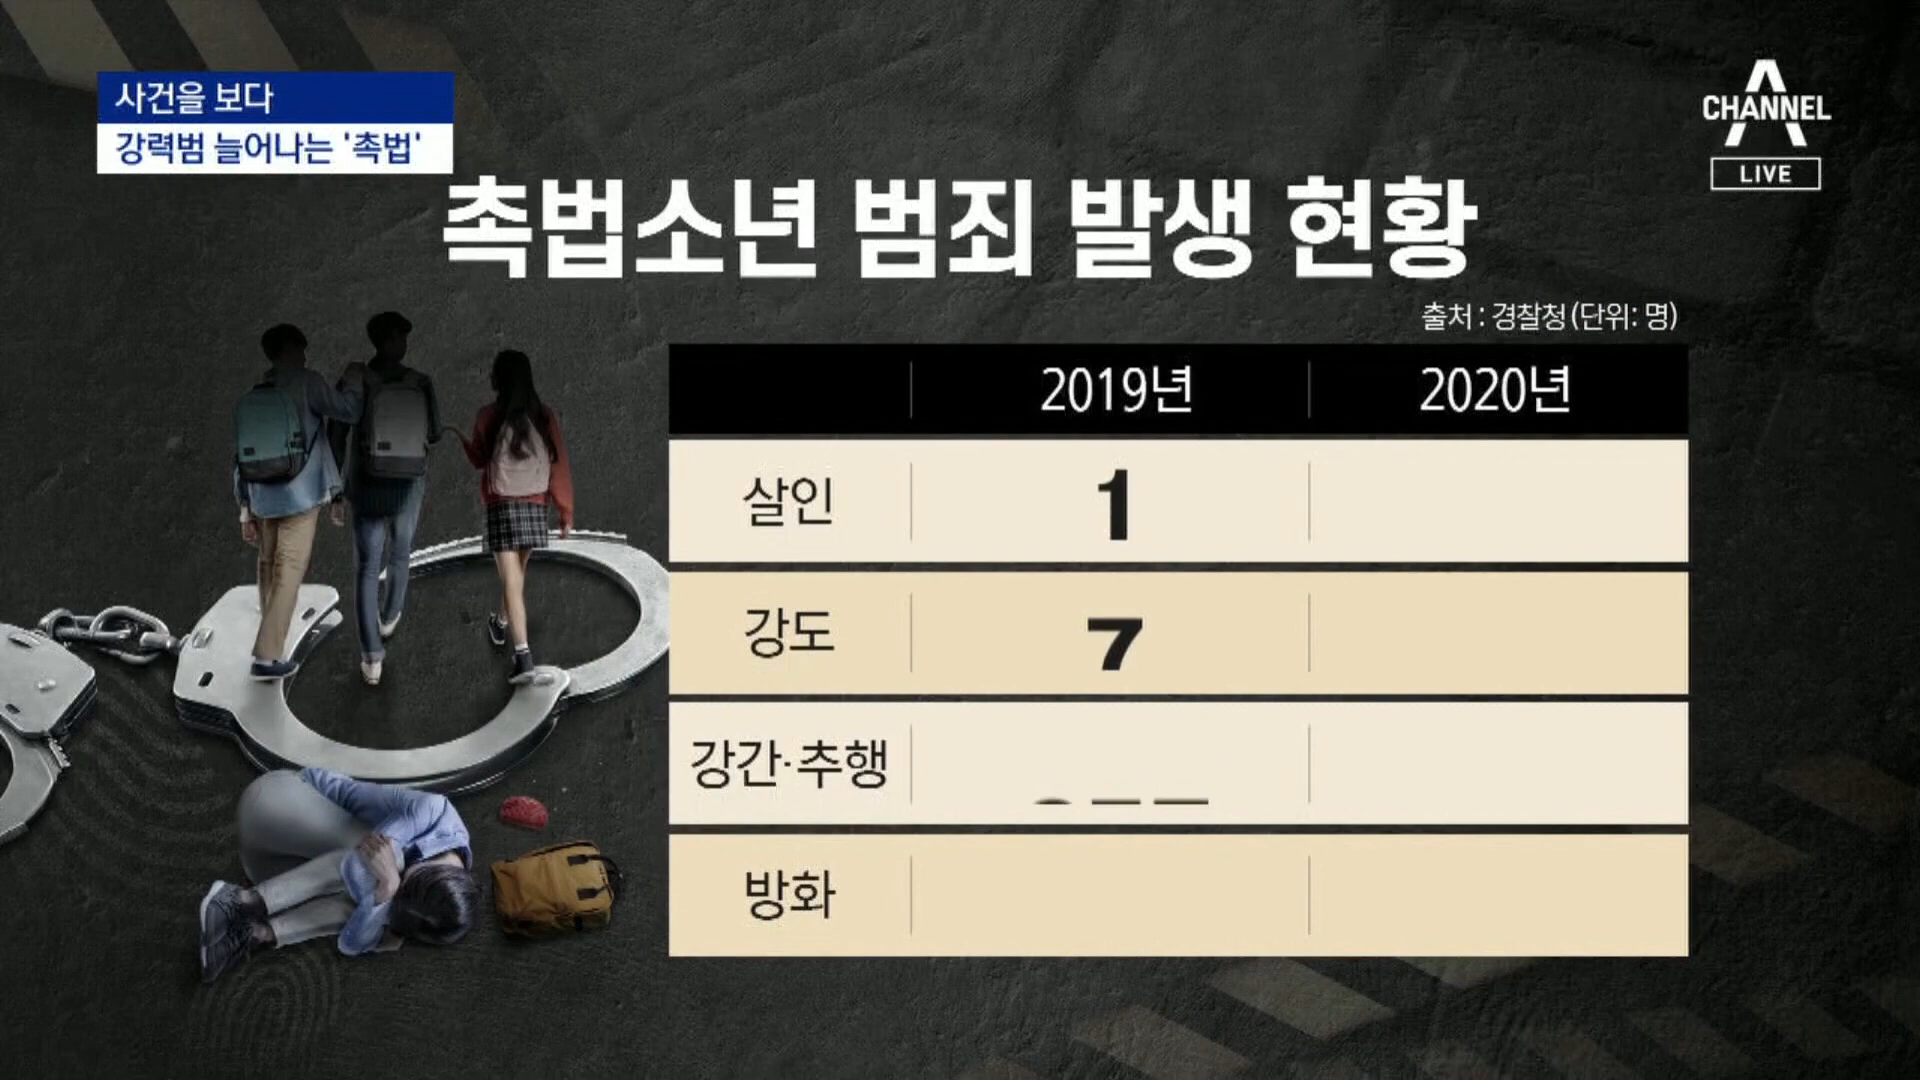 사건을 보다
강력범 늘어나는 '촉법'
CHANNEL A
LIVE
촉법소년 범죄 발생 현황
출처 : 경찰청 (단위: 명)
2019년 2020년
살인 1
강도 7
강간·추행
방화